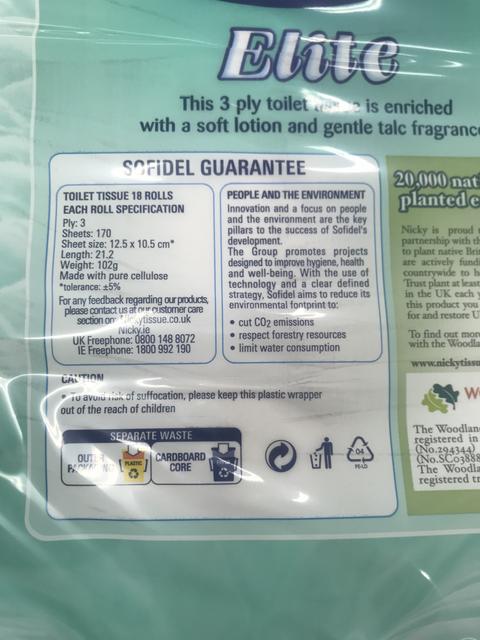 Elite
This 3 ply toilet tissue is enriched
with a soft lotion and gentle talc fragrance
SOFIDEL GUARANTEE
TOILET TISSUE 18 ROLLS
EACH ROLL SPECIFICATION
Ply: 3
Sheets: 170
Sheet size: 12.5 x 10.5 cm*
Length: 21.2
Weight: 102g
Made with pure cellulose
*tolerance: ±5%
For any feedback regarding our products,
please contact us at our customer care
section on: Nickytissue.co.uk
Nicky.ie
UK Freephone: 0800 148 8072
IE Freephone: 1800 992 190
PEOPLE AND THE ENVIRONMENT
Innovation and a focus on people
and the environment are the key
pillars to the success of Sofidel's
development.
The Group promotes projects
designed to improve hygiene, health
and well-being. With the use of
technology and a clear defined
strategy, Sofidel aims to reduce its
environmental footprint to:
• cut CO2 emissions
• respect forestry resources
• limit water consumption
CAUTION
• To avoid risk of suffocation, please keep this plastic wrapper
out of the reach of children
SEPARATE WASTE
OUTER
PACKAGING
PLASTIC
CARDBOARD
CORE
04
PE-LD
20,000 nati
planted e
Nicky is proud
partnership with th
to plant native Bri
are actively fundi
countrywide to h
Trust plant at least
in the UK each y
this product you
for and restore U
To find out mor
with the Woodla
www.nickytissu
The Woodlan
registered in
(No.294344)
(No.SC03888
The Woodla
registered tr